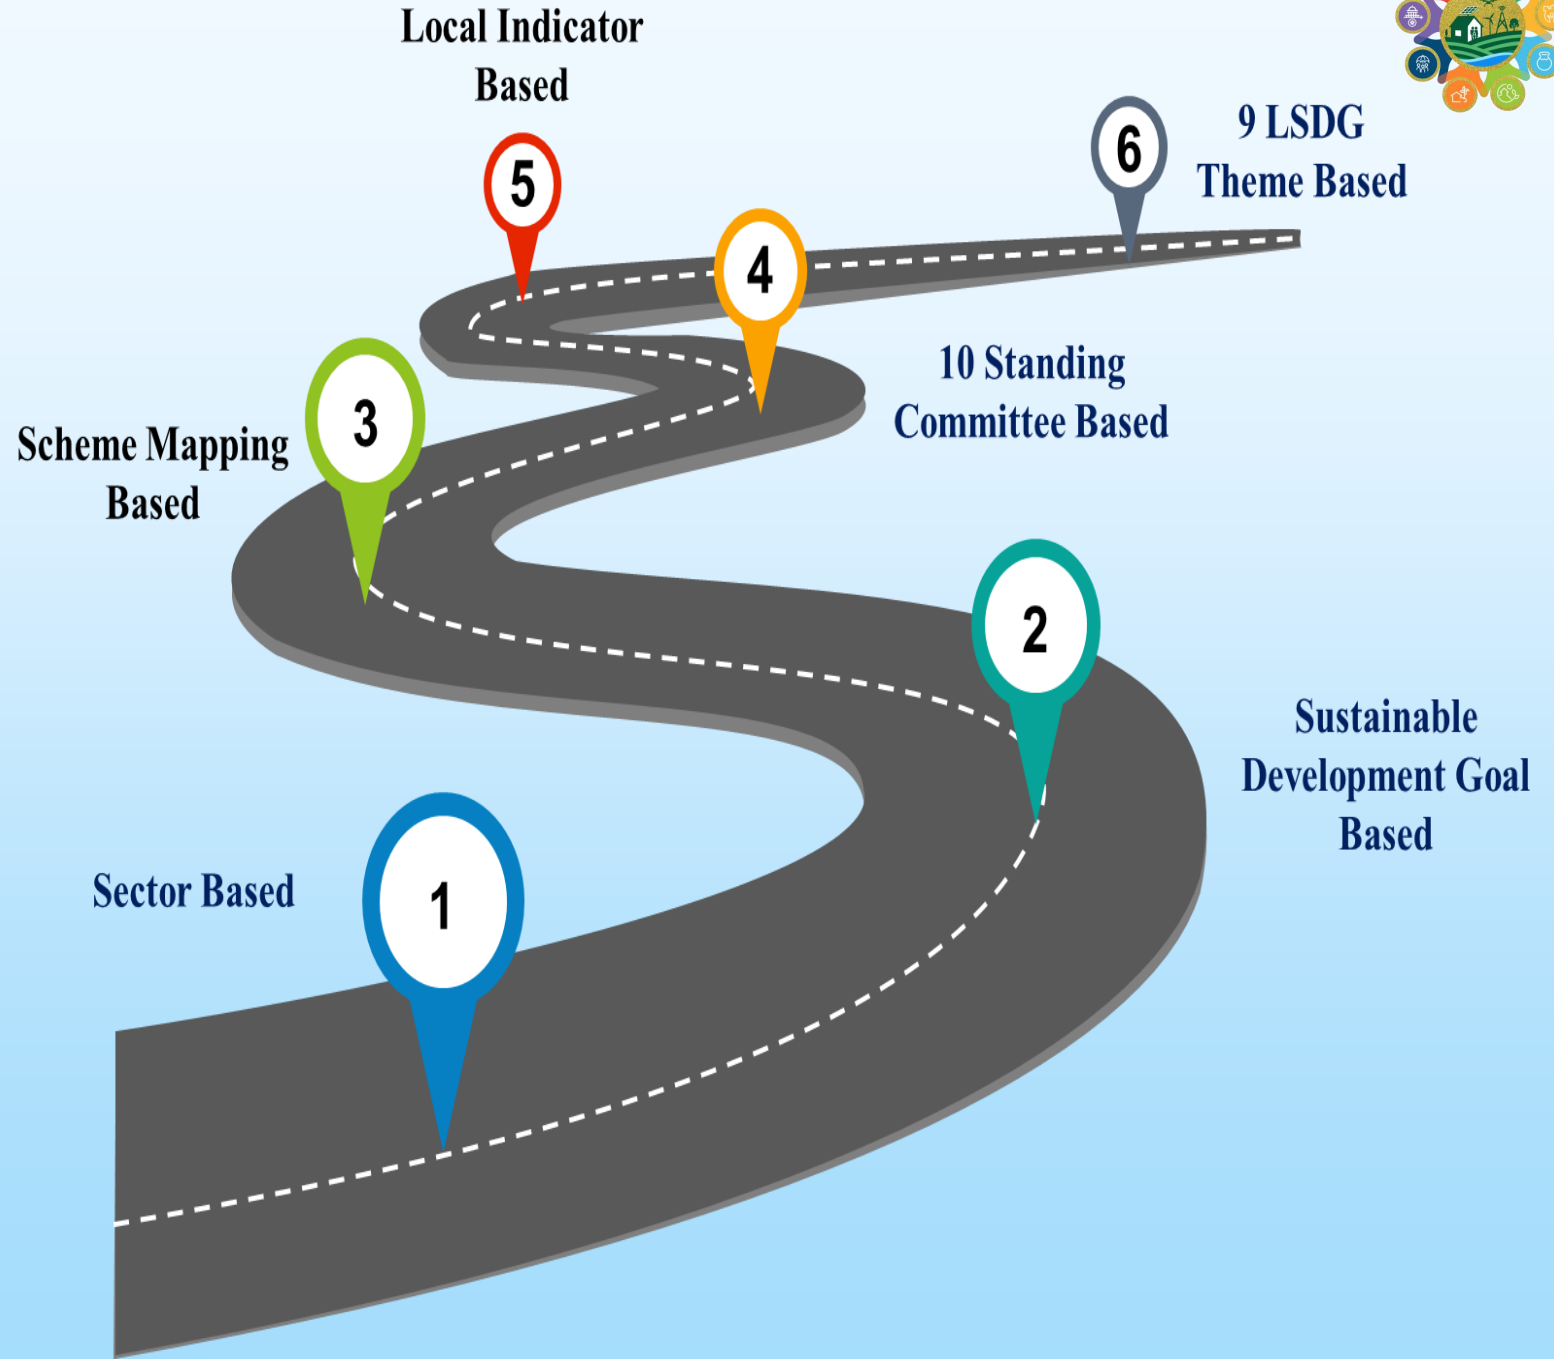 Local Indicator
Based
5
6
9 LSDG
Theme Based
4
10 Standing
Committee Based
3
Scheme Mapping
Based
2
Sustainable
Development Goal
Based
1
Sector Based